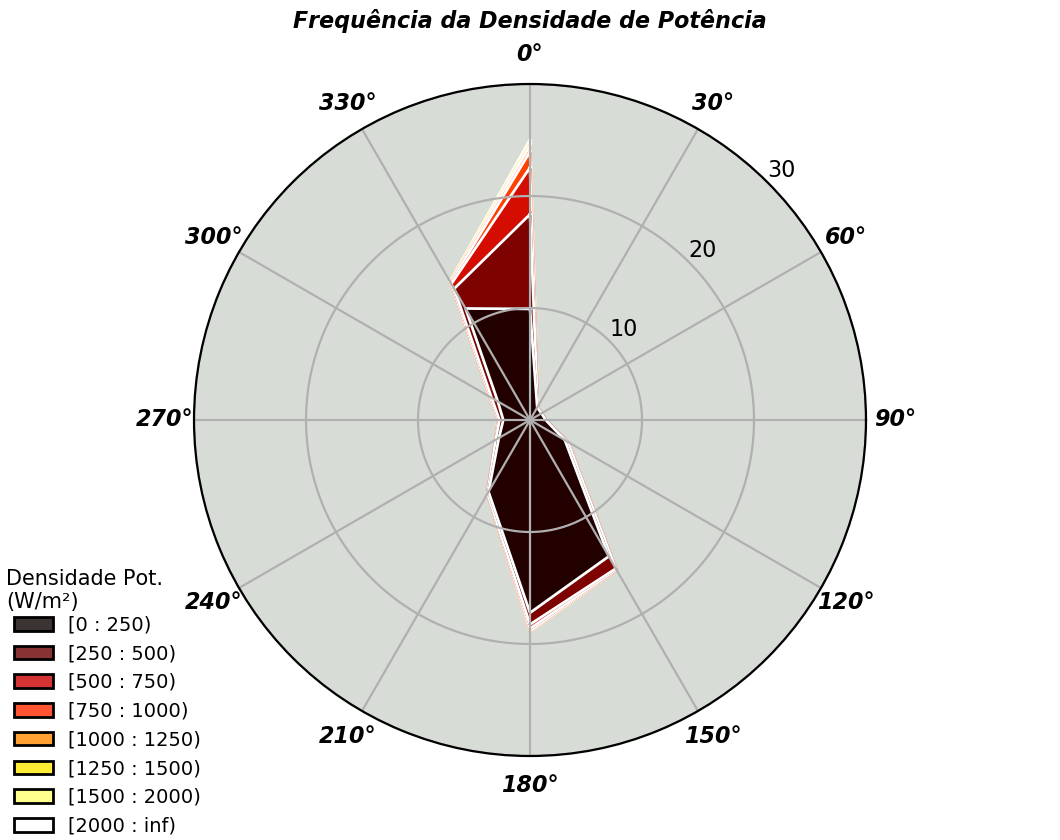 Frequência da Densidade de Potência
0°
330°
30°
30
300°
60°
20
10
270°
90°
240°
120°
210°
150°
180°
Densidade Pot.
(W/m²)
[0 : 250)
[250 : 500)
[500 : 750)
[750 : 1000)
[1000 : 1250)
[1250 : 1500)
[1500 : 2000)
[2000 : inf)